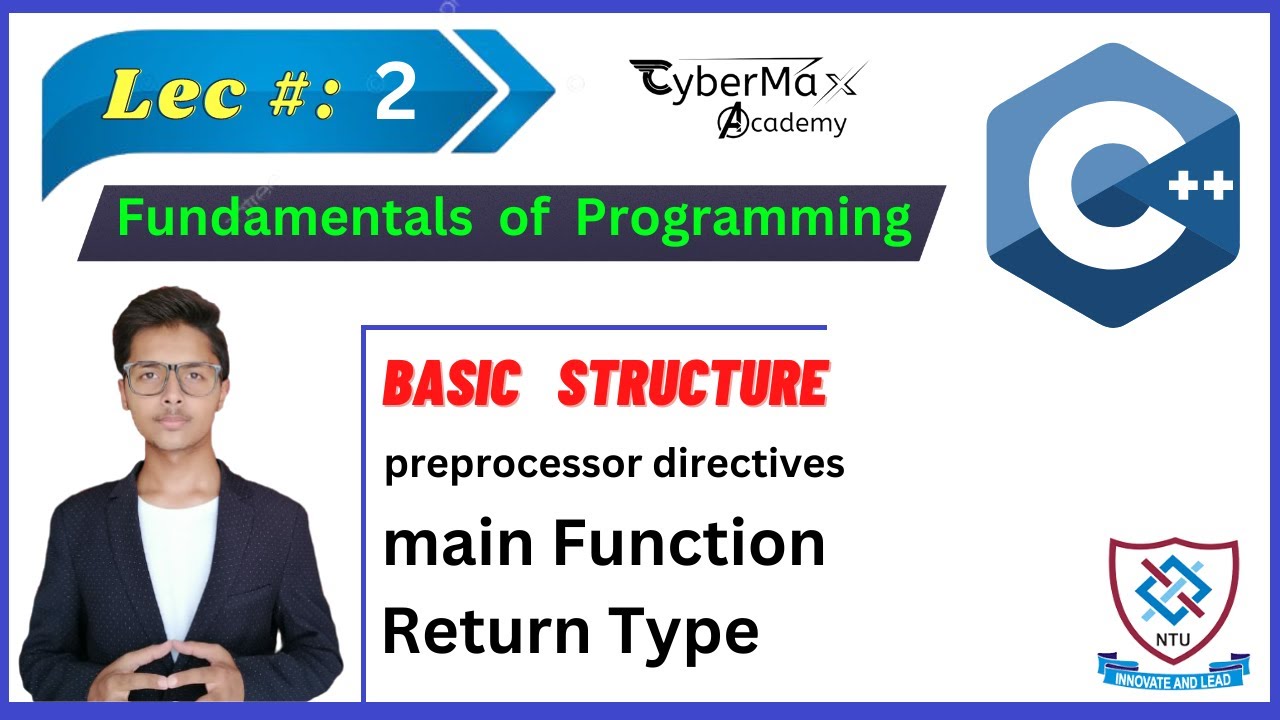 Lec #: 2
CyberMax
Academy
C++
Fundamentals of Programming
BASIC STRUCTURE
preprocessor directives
main Function
Return Type
NTU
INNOVATE AND LEAD